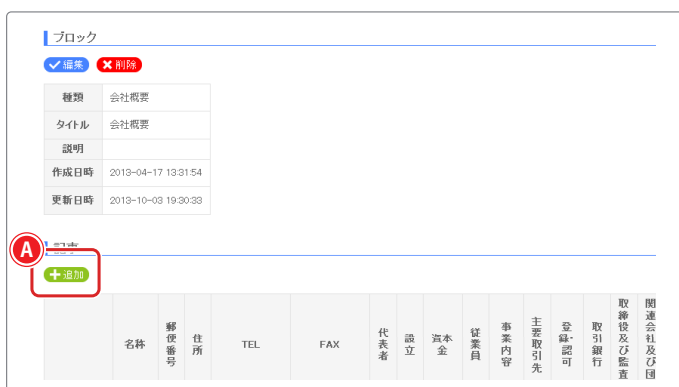 ブロック
編集 削除
種類 会社概要
タイトル 会社概要
説明
作成日時 2013-04-17 13:31:54
更新日時 2013-10-03 19:30:33
A
記事
追加
名称 郵便番号 住所 TEL FAX 代表者 設立 資本金 従業員 事業内容 主要取引先 登録・認可 取引銀行 取締役及び監査 関連会社及び団